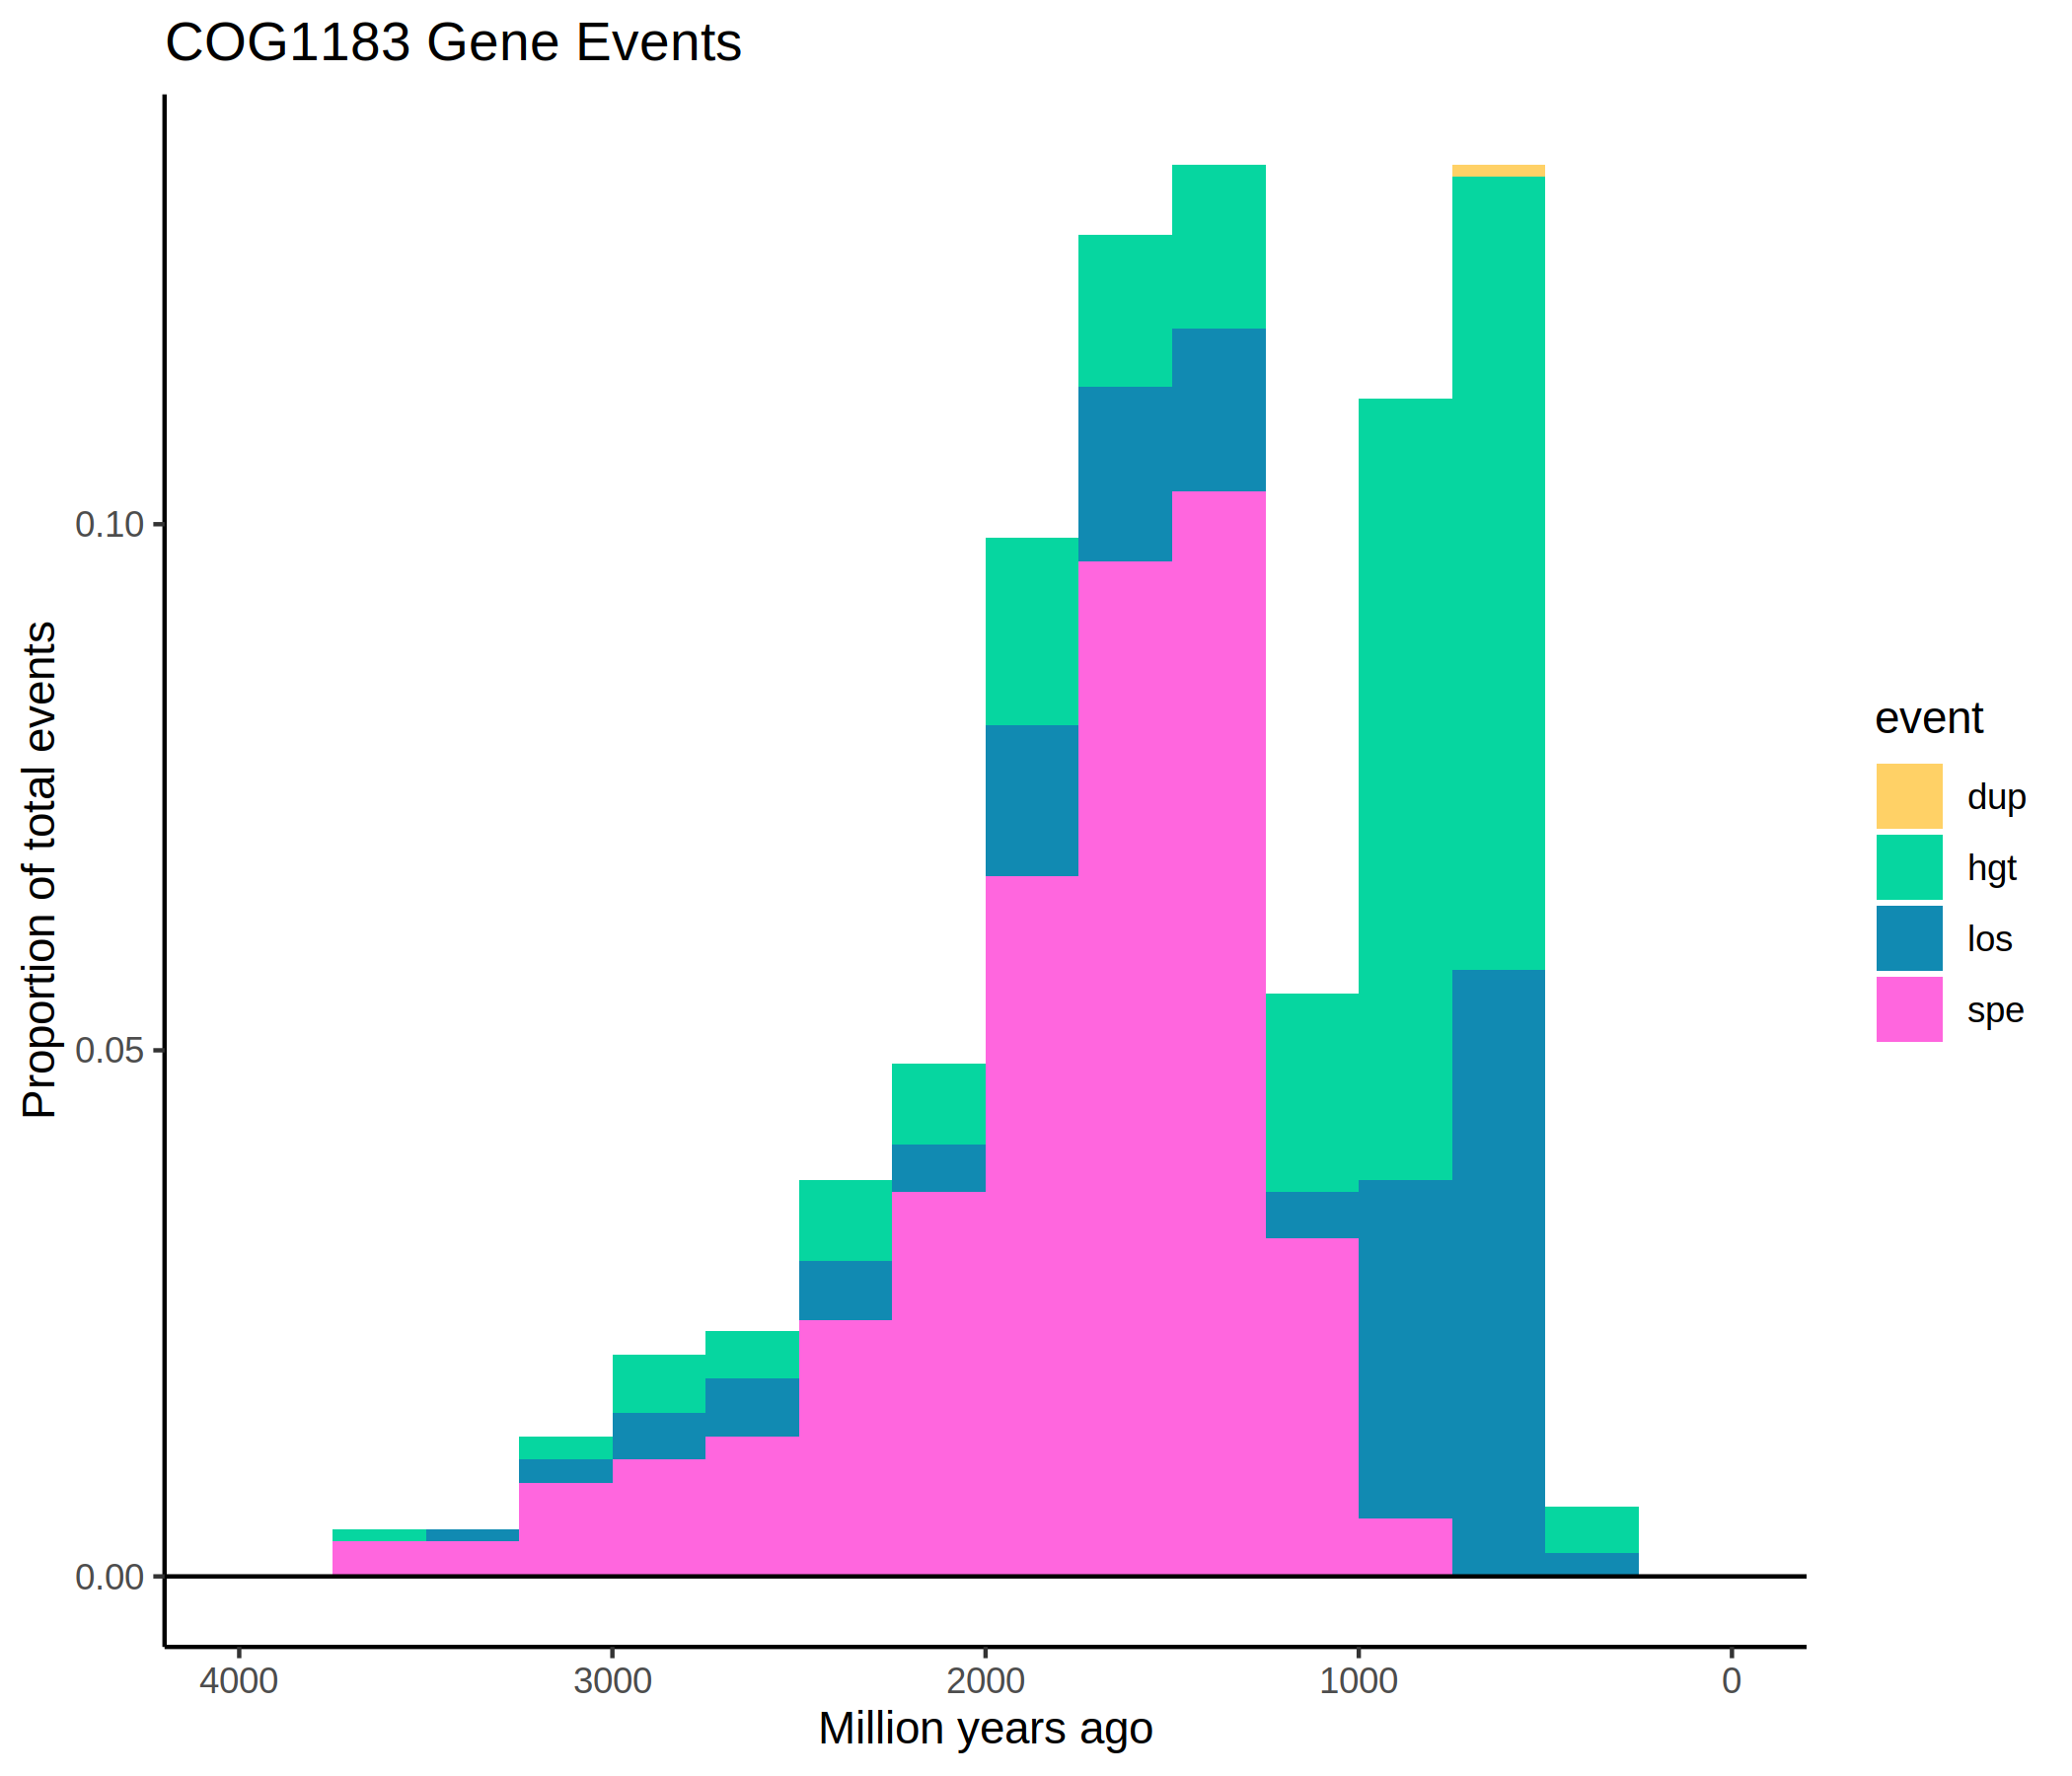 COG1183 Gene Events
Proportion of total events
0.10
0.05
0.00
4000 3000 2000 1000 0
Million years ago
event
dup
hgt
los
spe